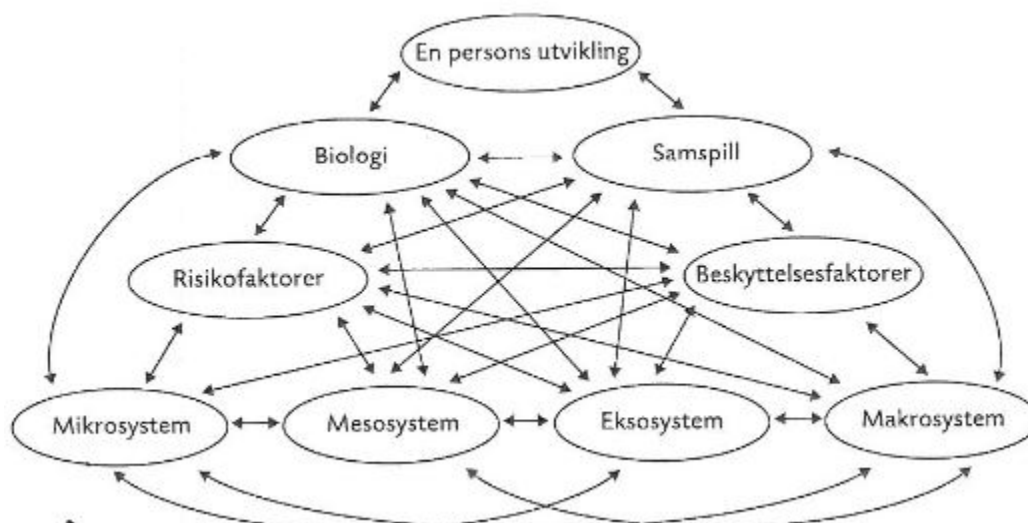 En persons utvikling
Biologi
Samspill
Risikofaktorer
Beskyttelsesfaktorer
Mikrosystem
Mesosystem
Eksosystem
Makrosystem